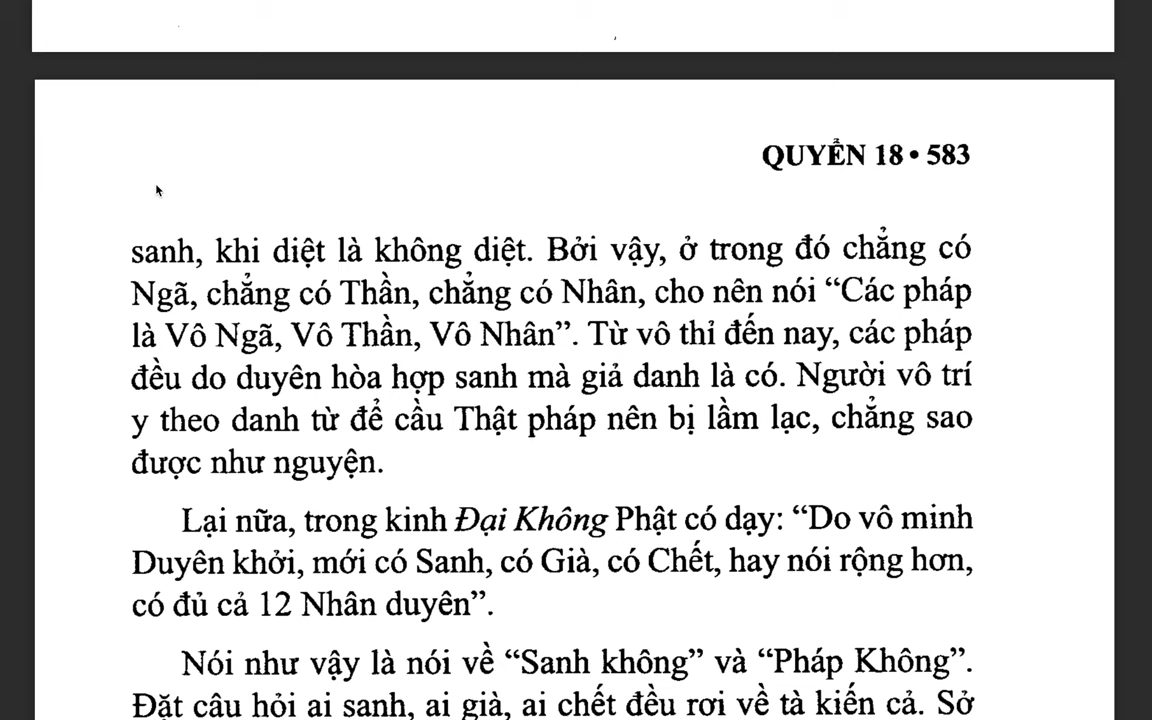 QUYỂN 18 • 583
sanh, khi diệt là không diệt. Bởi vậy, ở trong đó chẳng có
Ngã, chẳng có Thần, chẳng có Nhân, cho nên nói “Các pháp
là Vô Ngã, Vô Thần, Vô Nhân”. Từ vô thỉ đến nay, các pháp
đều do duyên hòa hợp sanh mà giả danh là có. Người vô trí
y theo danh từ để cầu Thật pháp nên bị lầm lạc, chẳng sao
được như nguyện.
Lại nữa, trong kinh Đại Không Phật có dạy: “Do vô minh
Duyên khởi, mới có Sanh, có Già, có Chết, hay nói rộng hơn,
có đủ cả 12 Nhân duyên”.
Nói như vậy là nói về “Sanh không” và “Pháp Không”.
Đặt câu hỏi ai sanh, ai già, ai chết đều rơi về tà kiến cả. Sở